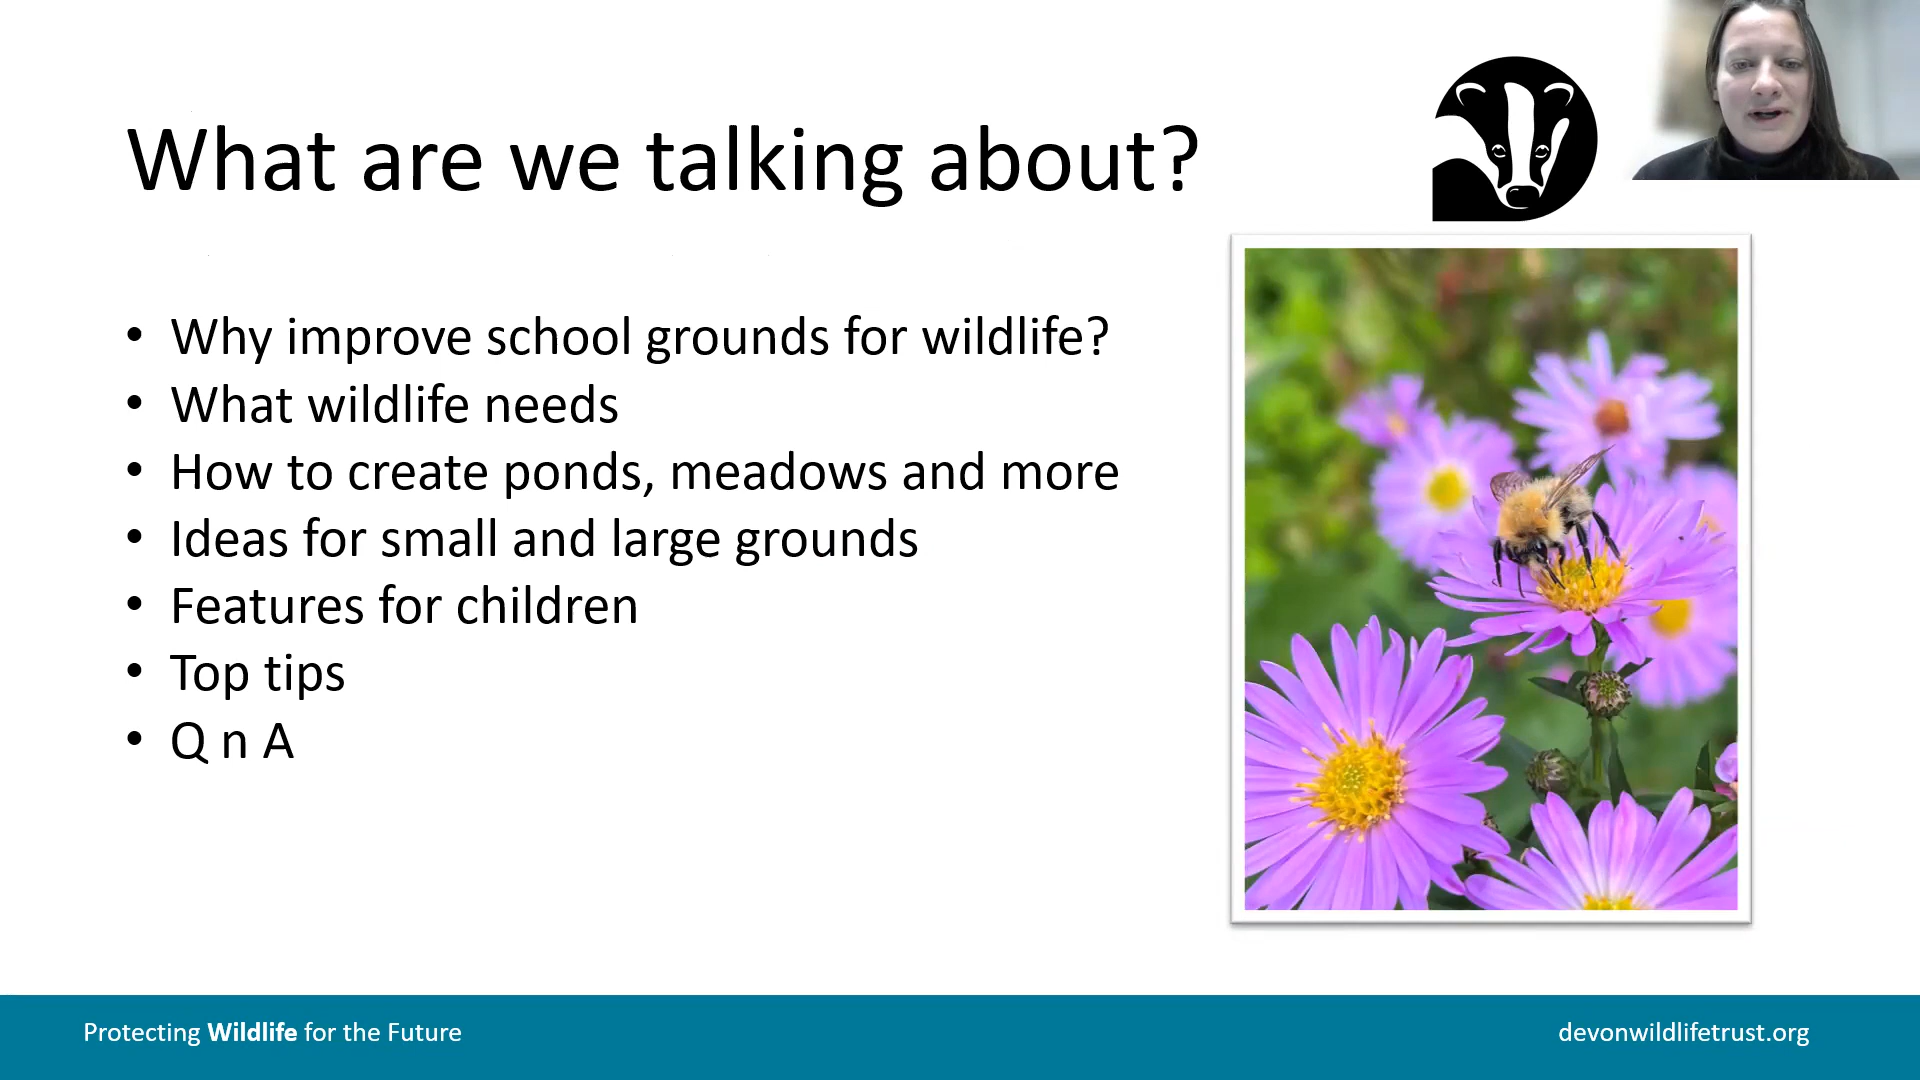 What are we talking about?
• Why improve school grounds for wildlife?
• What wildlife needs
• How to create ponds, meadows and more
• Ideas for small and large grounds
• Features for children
• Top tips
• Q n A
Protecting Wildlife for the Future
devonwildlifetrust.org